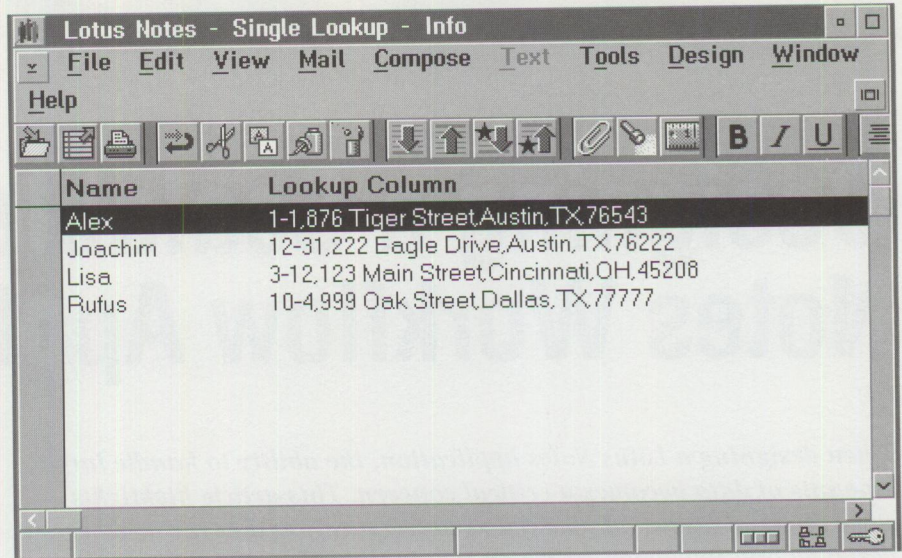 Lotus Notes - Single Lookup - Info
File Edit View Mail Compose Text Tools Design Window
Help
B I U
Name Lookup Column
Alex 1-1,876 Tiger Street,Austin,TX,76543
Joachim 12-31,222 Eagle Drive,Austin,TX,76222
Lisa 3-12,123 Main Street,Cincinnati,OH,45208
Rufus 10-4,999 Oak Street,Dallas,TX,77777